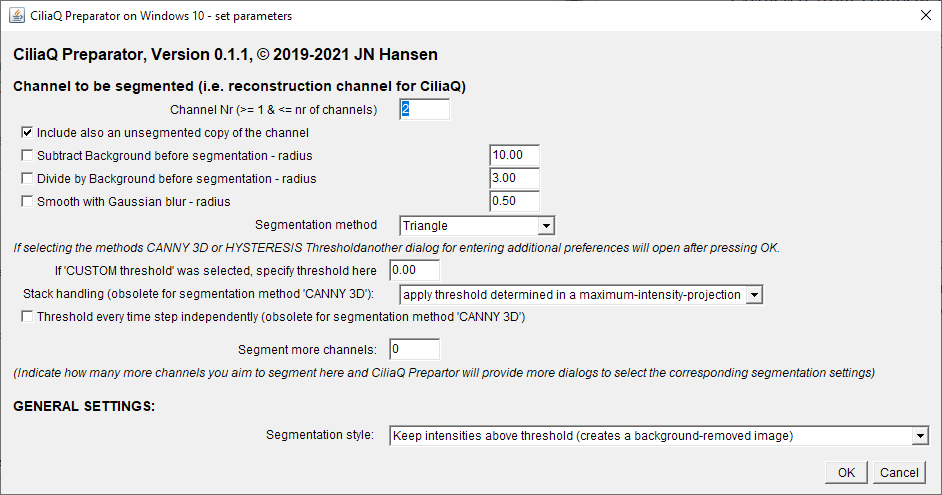 CiliaQ Preparator on Windows 10 - set parameters
CiliaQ Preparator, Version 0.1.1, © 2019-2021 JN Hansen
Channel to be segmented (i.e. reconstruction channel for CiliaQ)
Channel Nr (>= 1 & <= nr of channels) 2
Include also an unsegmented copy of the channel
Subtract Background before segmentation - radius 10.00
Divide by Background before segmentation - radius 3.00
Smooth with Gaussian blur - radius 0.50
Segmentation method Triangle
If selecting the methods CANNY 3D or HYSTERESIS Thresholdanother dialog for entering additional preferences will open after pressing OK.
If 'CUSTOM threshold' was selected, specify threshold here 0.00
Stack handling (obsolete for segmentation method 'CANNY 3D'): apply threshold determined in a maximum-intensity-projection
Threshold every time step independently (obsolete for segmentation method 'CANNY 3D')
Segment more channels: 0
(Indicate how many more channels you aim to segment here and CiliaQ Prepartor will provide more dialogs to select the corresponding segmentation settings)
GENERAL SETTINGS:
Segmentation style: Keep intensities above threshold (creates a background-removed image)
OK Cancel